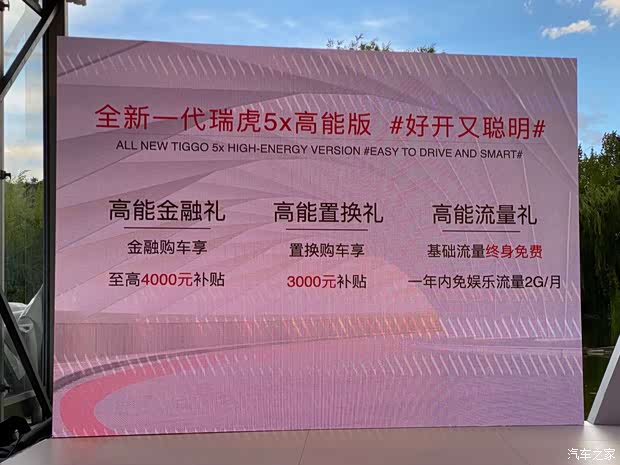 全新一代瑞虎5x高能版 #好开又聪明#
ALL NEW TIGGO 5x HIGH-ENERGY VERSION #EASY TO DRIVE AND SMART#
高能金融礼
金融购车享
至高4000元补贴
高能置换礼
置换购车享
3000元补贴
高能流量礼
基础流量终身免费
一年内免娱乐流量2G/月
汽车之家